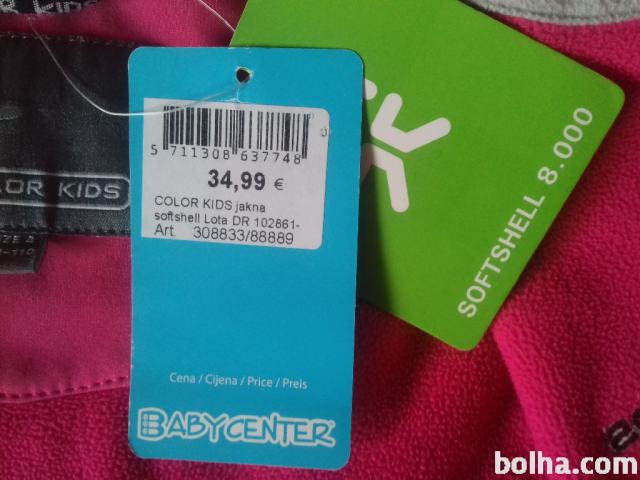 COLOR KIDS
5 711308 637748
34,99 €
COLOR KIDS jakna
softshell Lota DR 102861-
Art. 308833/88889
Cena / Cijena / Price / Preis
BABYCENTER
SOFTSHELL 8.000
bolha.com